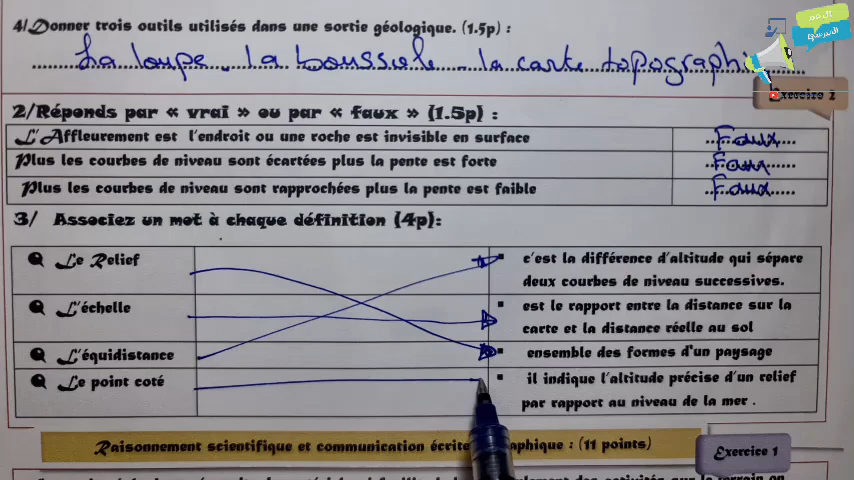 4/Donner trois outils utilisés dans une sortie géologique. (1.5p) :
La loupe - la boussole - la carte topographi
Exercire 2
2/Réponds par « vrai » ou par « faux » (1.5p) :
L'Affleurement est l'endroit ou une roche est invisible en surface
Faux
Plus les courbes de niveau sont écartées plus la pente est forte
Faux
Plus les courbes de niveau sont rapprochées plus la pente est faible
Faux
3/ Associez un mot à chaque définition (4p):
Le Relief
c'est la différence d'altitude qui sépare
deux courbes de niveau successives.
L'échelle
est le rapport entre la distance sur la
carte et la distance réelle au sol
L'équidistance
ensemble des formes d'un paysage
Le point coté
il indique l'altitude précise d'un relief
par rapport au niveau de la mer .
Raisonnement scientifique et communication écrite
graphique : (11 points)
Exercice 1